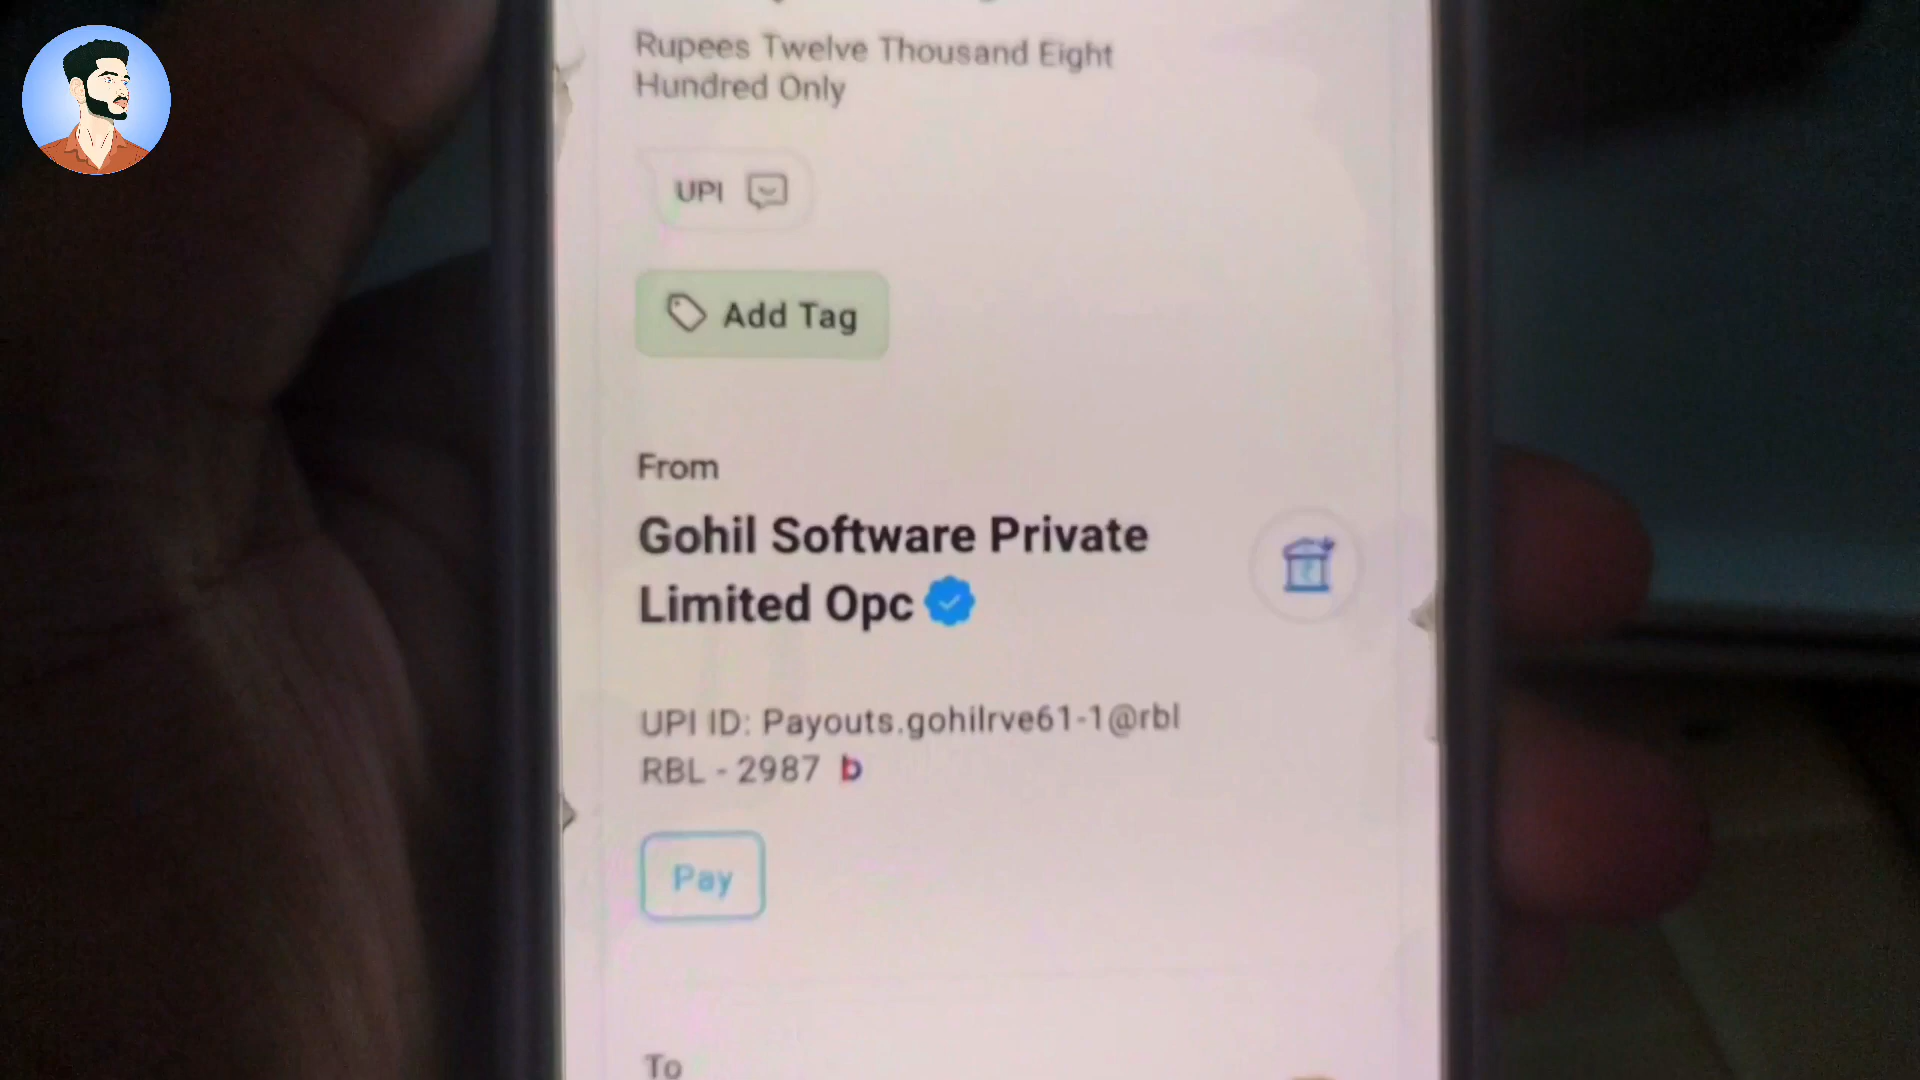 Rupees Twelve Thousand Eight
Hundred Only
UPI
Add Tag
From
Gohil Software Private
Limited Opc
UPI ID: Payouts.gohilrve61-1@rbl
RBL - 2987
Pay
To